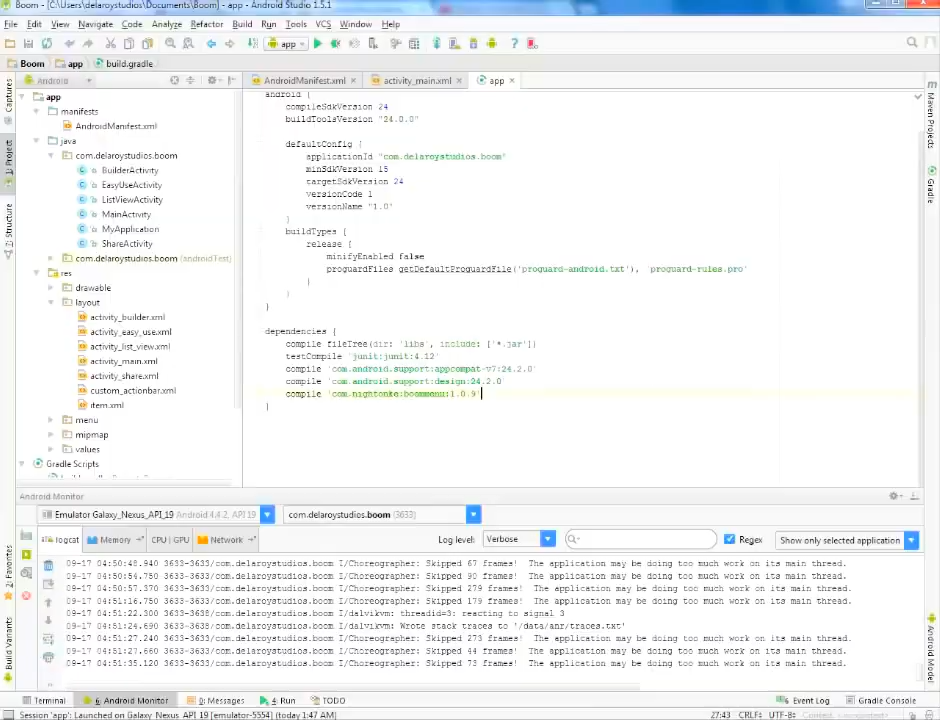 Boom - [C:\Users\delaroystudios\Documents\Boom] - app - Android Studio 1.5.1
File Edit View Navigate Code Analyze Refactor Build Run Tools VCS Window Help
app
Boom app build.gradle
Android
AndroidManifest.xml activity_main.xml app
Captures
1: Project
2: Structure
2: Favorites
Build Variants
app
manifests
AndroidManifest.xml
java
com.delaroystudios.boom
BuilderActivity
EasyUseActivity
ListViewActivity
MainActivity
MyApplication
ShareActivity
com.delaroystudios.boom (androidTest)
res
drawable
layout
activity_builder.xml
activity_easy_use.xml
activity_list_view.xml
activity_main.xml
activity_share.xml
custom_actionbar.xml
item.xml
menu
mipmap
values
Gradle Scripts
android {
compileSdkVersion 24
buildToolsVersion "24.0.0"
defaultConfig {
applicationId "com.delaroystudios.boom"
minSdkVersion 15
targetSdkVersion 24
versionCode 1
versionName "1.0"
}
buildTypes {
release {
minifyEnabled false
proguardFiles getDefaultProguardFile('proguard-android.txt'), 'proguard-rules.pro'
}
}
}
dependencies {
compile fileTree(dir: 'libs', include: ['*.jar'])
testCompile 'junit:junit:4.12'
compile 'com.android.support:appcompat-v7:24.2.0'
compile 'com.android.support:design:24.2.0'
compile 'com.nightonke:boommenu:1.0.9'
}
Maven Projects
Gradle
Android Model
Android Monitor
Emulator Galaxy_Nexus_API_19 Android 4.4.2, API 19
com.delaroystudios.boom (3633)
logcat Memory CPU | GPU Network
Log level: Verbose Regex Show only selected application
09-17 04:50:48.940 3633-3633/com.delaroystudios.boom I/Choreographer: Skipped 67 frames! The application may be doing too much work on its main thread.
09-17 04:50:54.750 3633-3633/com.delaroystudios.boom I/Choreographer: Skipped 90 frames! The application may be doing too much work on its main thread.
09-17 04:50:57.370 3633-3633/com.delaroystudios.boom I/Choreographer: Skipped 279 frames! The application may be doing too much work on its main thread.
09-17 04:51:16.750 3633-3633/com.delaroystudios.boom I/Choreographer: Skipped 179 frames! The application may be doing too much work on its main thread.
09-17 04:51:22.300 3633-3638/com.delaroystudios.boom I/dalvikvm: threadid=3: reacting to signal 3
09-17 04:51:24.690 3633-3638/com.delaroystudios.boom I/dalvikvm: Wrote stack traces to '/data/anr/traces.txt'
09-17 04:51:27.240 3633-3633/com.delaroystudios.boom I/Choreographer: Skipped 273 frames! The application may be doing too much work on its main thread.
09-17 04:51:27.660 3633-3633/com.delaroystudios.boom I/Choreographer: Skipped 44 frames! The application may be doing too much work on its main thread.
09-17 04:51:35.120 3633-3633/com.delaroystudios.boom I/Choreographer: Skipped 73 frames! The application may be doing too much work on its main thread.
Terminal 6: Android Monitor 0: Messages 4: Run TODO Event Log Gradle Console
Session 'app': Launched on Galaxy_Nexus_API_19 [emulator-5554] (today 1:47 AM) 27:43 CRLF: UTF-8: Context: <no context>